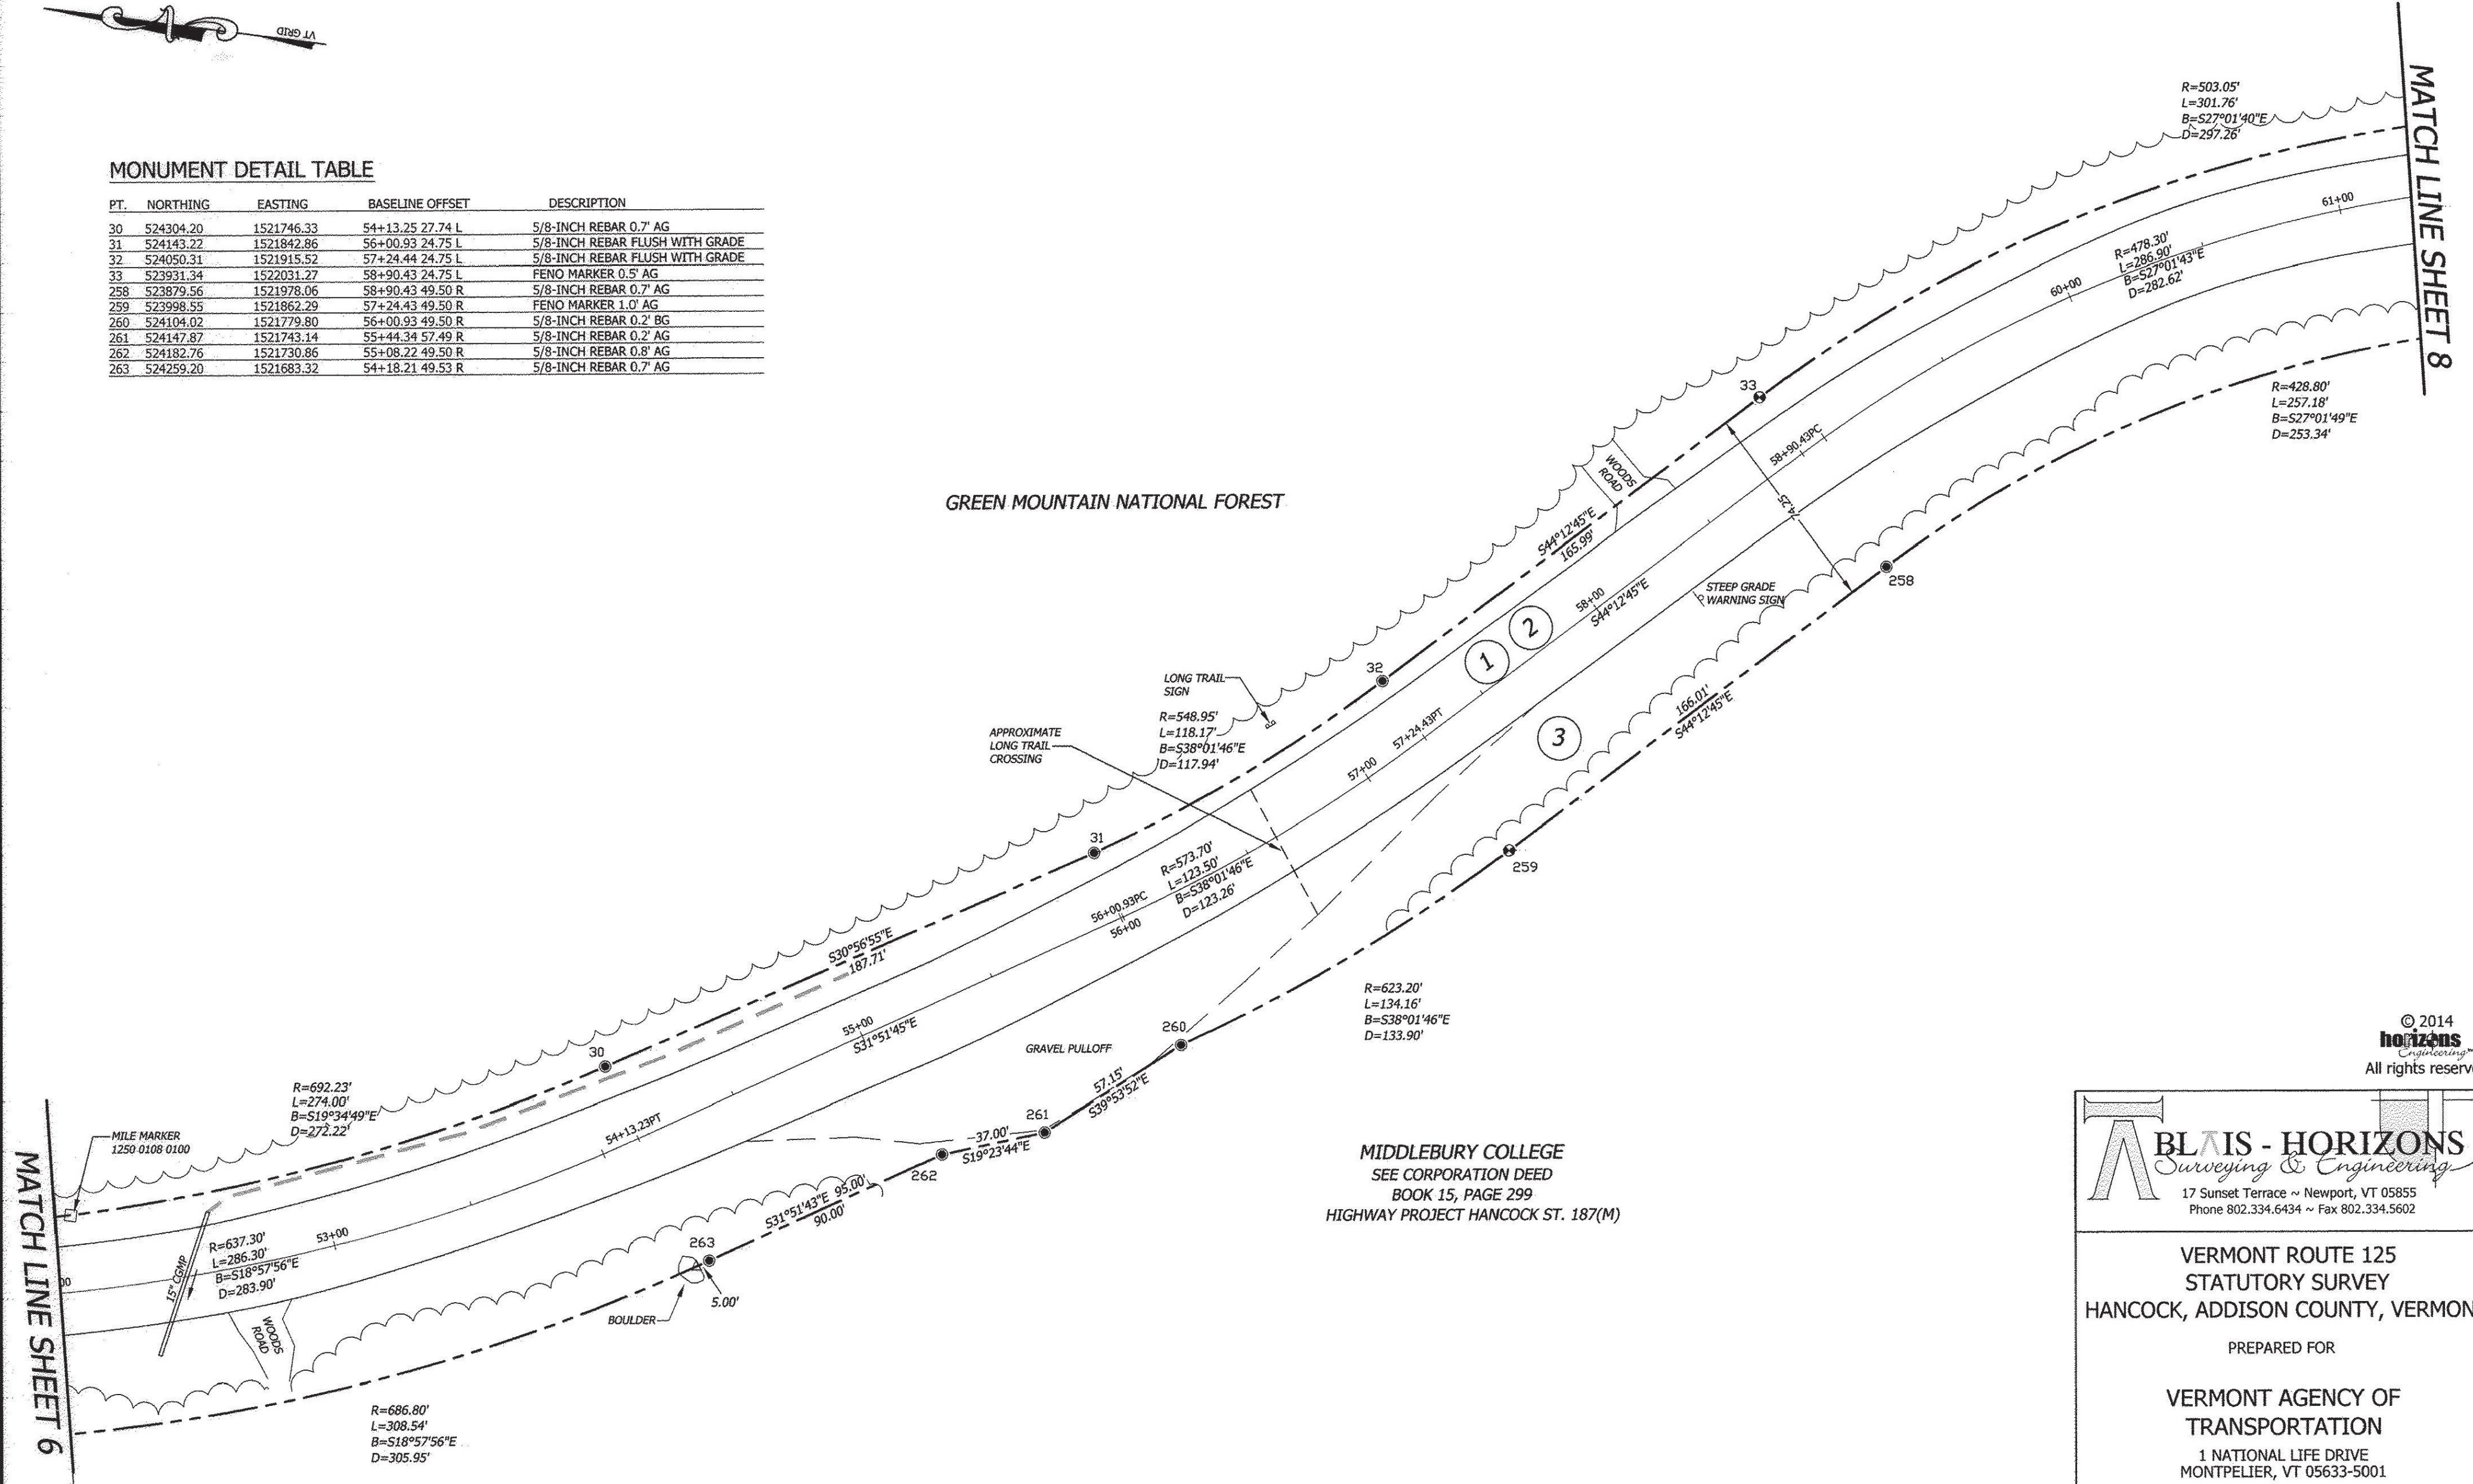 VT GRID
MONUMENT DETAIL TABLE
PT. NORTHING EASTING BASELINE OFFSET DESCRIPTION
30 524304.20 1521746.33 54+13.25 27.74 L 5/8-INCH REBAR 0.7' AG
31 524143.22 1521842.86 56+00.93 24.75 L 5/8-INCH REBAR FLUSH WITH GRADE
32 524050.31 1521915.52 57+24.44 24.75 L 5/8-INCH REBAR FLUSH WITH GRADE
33 523931.34 1522031.27 58+90.43 24.75 L FENO MARKER 0.5' AG
258 523879.56 1521978.06 58+90.43 49.50 R 5/8-INCH REBAR 0.7' AG
259 523998.55 1521862.29 57+24.43 49.50 R FENO MARKER 1.0' AG
260 524104.02 1521779.80 56+00.93 49.50 R 5/8-INCH REBAR 0.2' BG
261 524147.87 1521743.14 55+44.34 57.49 R 5/8-INCH REBAR 0.2' AG
262 524182.76 1521730.86 55+08.22 49.50 R 5/8-INCH REBAR 0.8' AG
263 524259.20 1521683.32 54+18.21 49.53 R 5/8-INCH REBAR 0.7' AG
R=503.05'
L=301.76'
B=S27°01'40"E
D=297.26'
MATCH LINE SHEET 8
61+00
R=478.30'
L=286.90'
B=S27°01'43"E
D=282.62'
60+00
33
R=428.80'
L=257.18'
B=S27°01'49"E
D=253.34'
58+90.43PC
WOODS
ROAD
74.25
GREEN MOUNTAIN NATIONAL FOREST
S44°12'45"E
165.99'
258
STEEP GRADE
WARNING SIGN
58+00
S44°12'45"E
1
2
32
LONG TRAIL
SIGN
166.01'
S44°12'45"E
R=548.95'
L=118.17'
B=S38°01'46"E
D=117.94'
APPROXIMATE
LONG TRAIL
CROSSING
57+24.43PT
3
57+00
31
259
R=573.70'
L=123.50'
B=S38°01'46"E
D=123.26'
56+00.93PC
56+00
S30°56'55"E
187.71'
R=623.20'
L=134.16'
B=S38°01'46"E
D=133.90'
260
55+00
S31°51'45"E
GRAVEL PULLOFF
30
57.15'
S39°53'52"E
R=692.23'
L=274.00'
B=S19°34'49"E
D=272.22'
261
54+13.23PT
37.00'
S19°23'44"E
MILE MARKER
1250 0108 0100
262
MIDDLEBURY COLLEGE
SEE CORPORATION DEED
BOOK 15, PAGE 299
HIGHWAY PROJECT HANCOCK ST. 187(M)
S31°51'43"E 95.00'
90.00'
263
53+00
R=637.30'
L=286.30'
B=S18°57'56"E
D=283.90'
15" CGMP
00
5.00'
BOULDER
WOODS
ROAD
MATCH LINE SHEET 6
R=686.80'
L=308.54'
B=S18°57'56"E
D=305.95'
© 2014
horizons
Engineering
All rights reserv
BLAIS - HORIZONS
Surveying & Engineering
17 Sunset Terrace ~ Newport, VT 05855
Phone 802.334.6434 ~ Fax 802.334.5602
VERMONT ROUTE 125
STATUTORY SURVEY
HANCOCK, ADDISON COUNTY, VERMON
PREPARED FOR
VERMONT AGENCY OF
TRANSPORTATION
1 NATIONAL LIFE DRIVE
MONTPELIER, VT 05633-5001